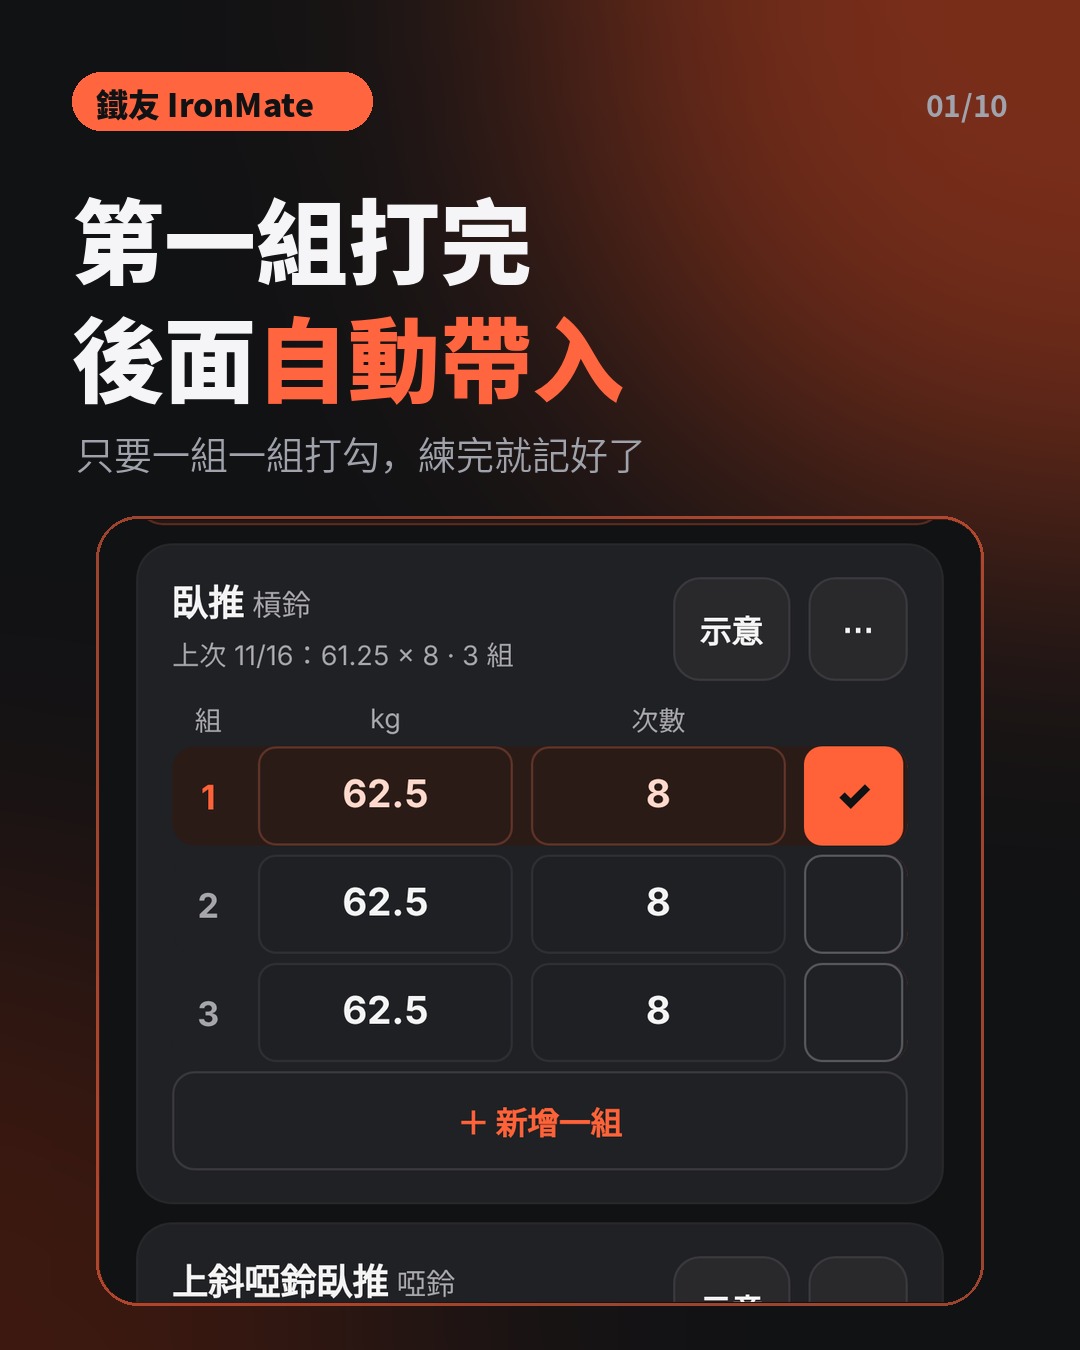 鐵友 IronMate
01/10
第一組打完
後面自動帶入
只要一組一組打勾，練完就記好了
臥推 槓鈴
示意
···
上次 11/16：61.25 × 8 · 3 組
組 kg 次數
1 62.5 8 ✓
2 62.5 8
3 62.5 8
＋ 新增一組
上斜啞鈴臥推 啞鈴
示意